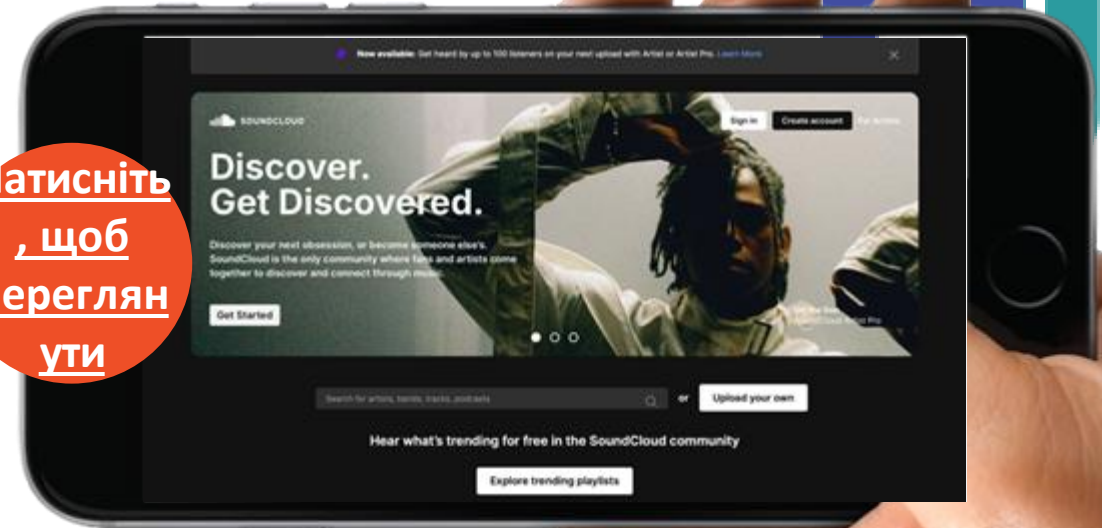 Now available: Get heard by up to 100 listeners on your next upload with Artist or Artist Pro. Learn More
SOUNDCLOUD
Sign in
Create account
Discover.
Get Discovered.
Discover your next obsession, or become someone else's.
SoundCloud is the only community where fans and artists come
together to discover and connect through music.
Get Started
атисніть
, щоб
ереглян
ути
Search for artists, bands, tracks, podcasts
or
Upload your own
Hear what's trending for free in the SoundCloud community
Explore trending playlists